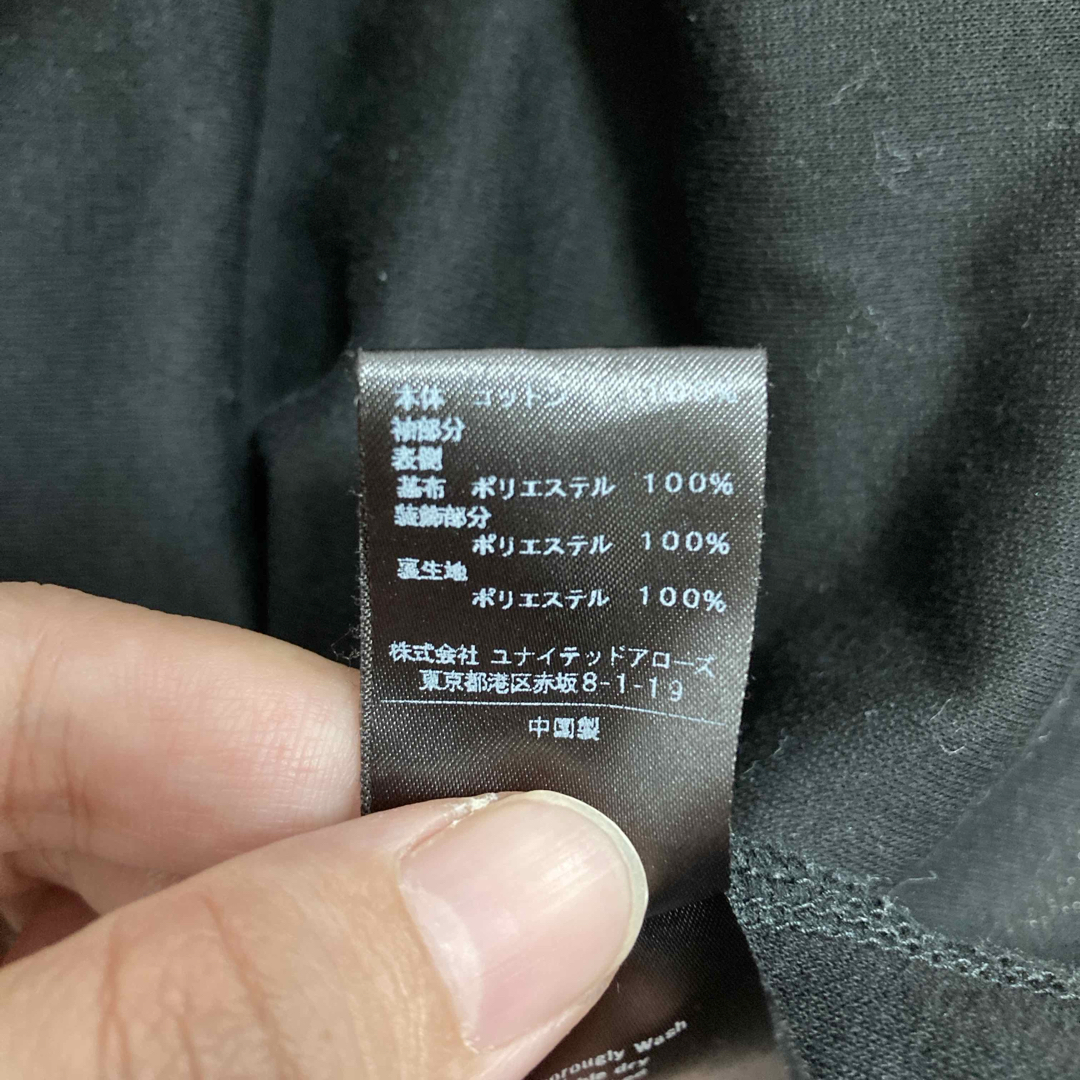 本体 コットン 100%
袖部分
表側
基布 ポリエステル 100%
装飾部分
ポリエステル 100%
裏生地
ポリエステル 100%
株式会社 ユナイテッドアローズ
東京都港区赤坂8-1-19
中国製
oroughly Wash
dry